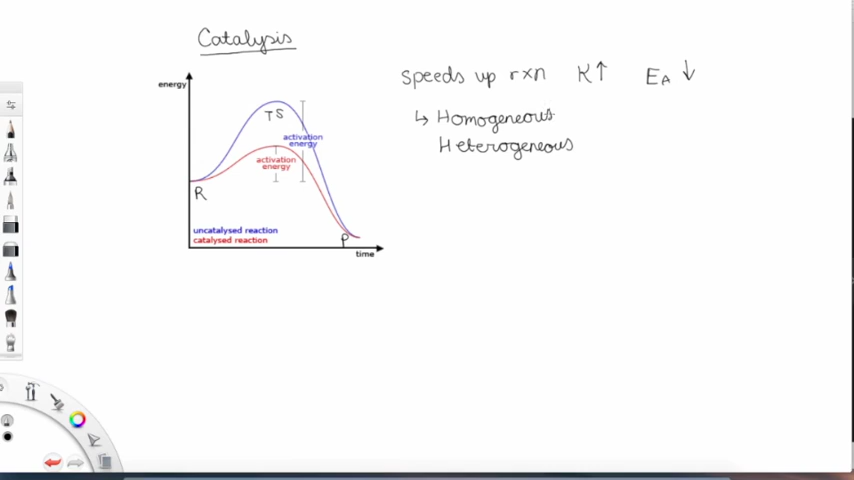 Catalysis
energy
speeds up rxn K↑ EA ↓
↳ Homogeneous
Heterogeneous
TS
activation
energy
activation
energy
R
uncatalysed reaction
catalysed reaction
P
time